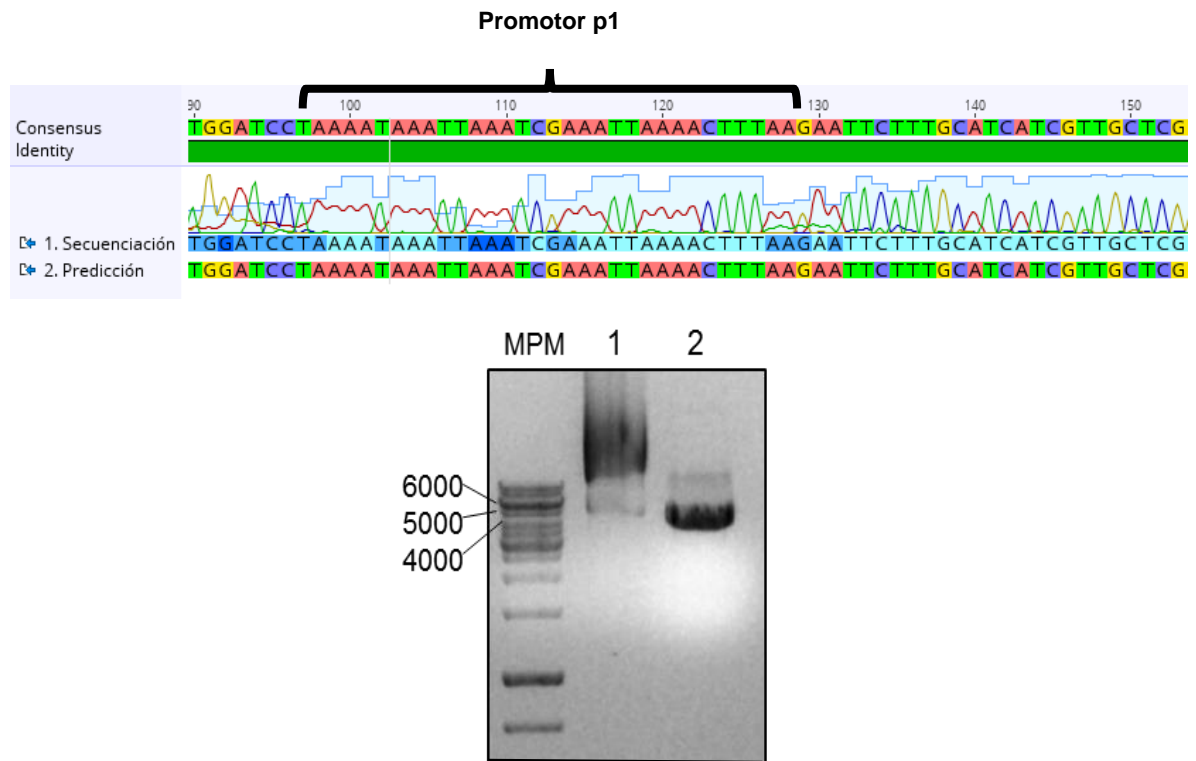 Promotor p1
90 100 110 120 130 140 150
Consensus TGGATCCTAAAATAAATTAAATCGAAATTAAAACTTTAAGAATTCTTTGCATCATCGTTGCTCG
Identity
1. Secuenciación TGGATCCTAAAATAAATTAAATCGAAATTAAAACTTTAAGAATTCTTTGCATCATCGTTGCTCG
2. Predicción TGGATCCTAAAATAAATTAAATCGAAATTAAAACTTTAAGAATTCTTTGCATCATCGTTGCTCG
MPM 1 2
6000
5000
4000